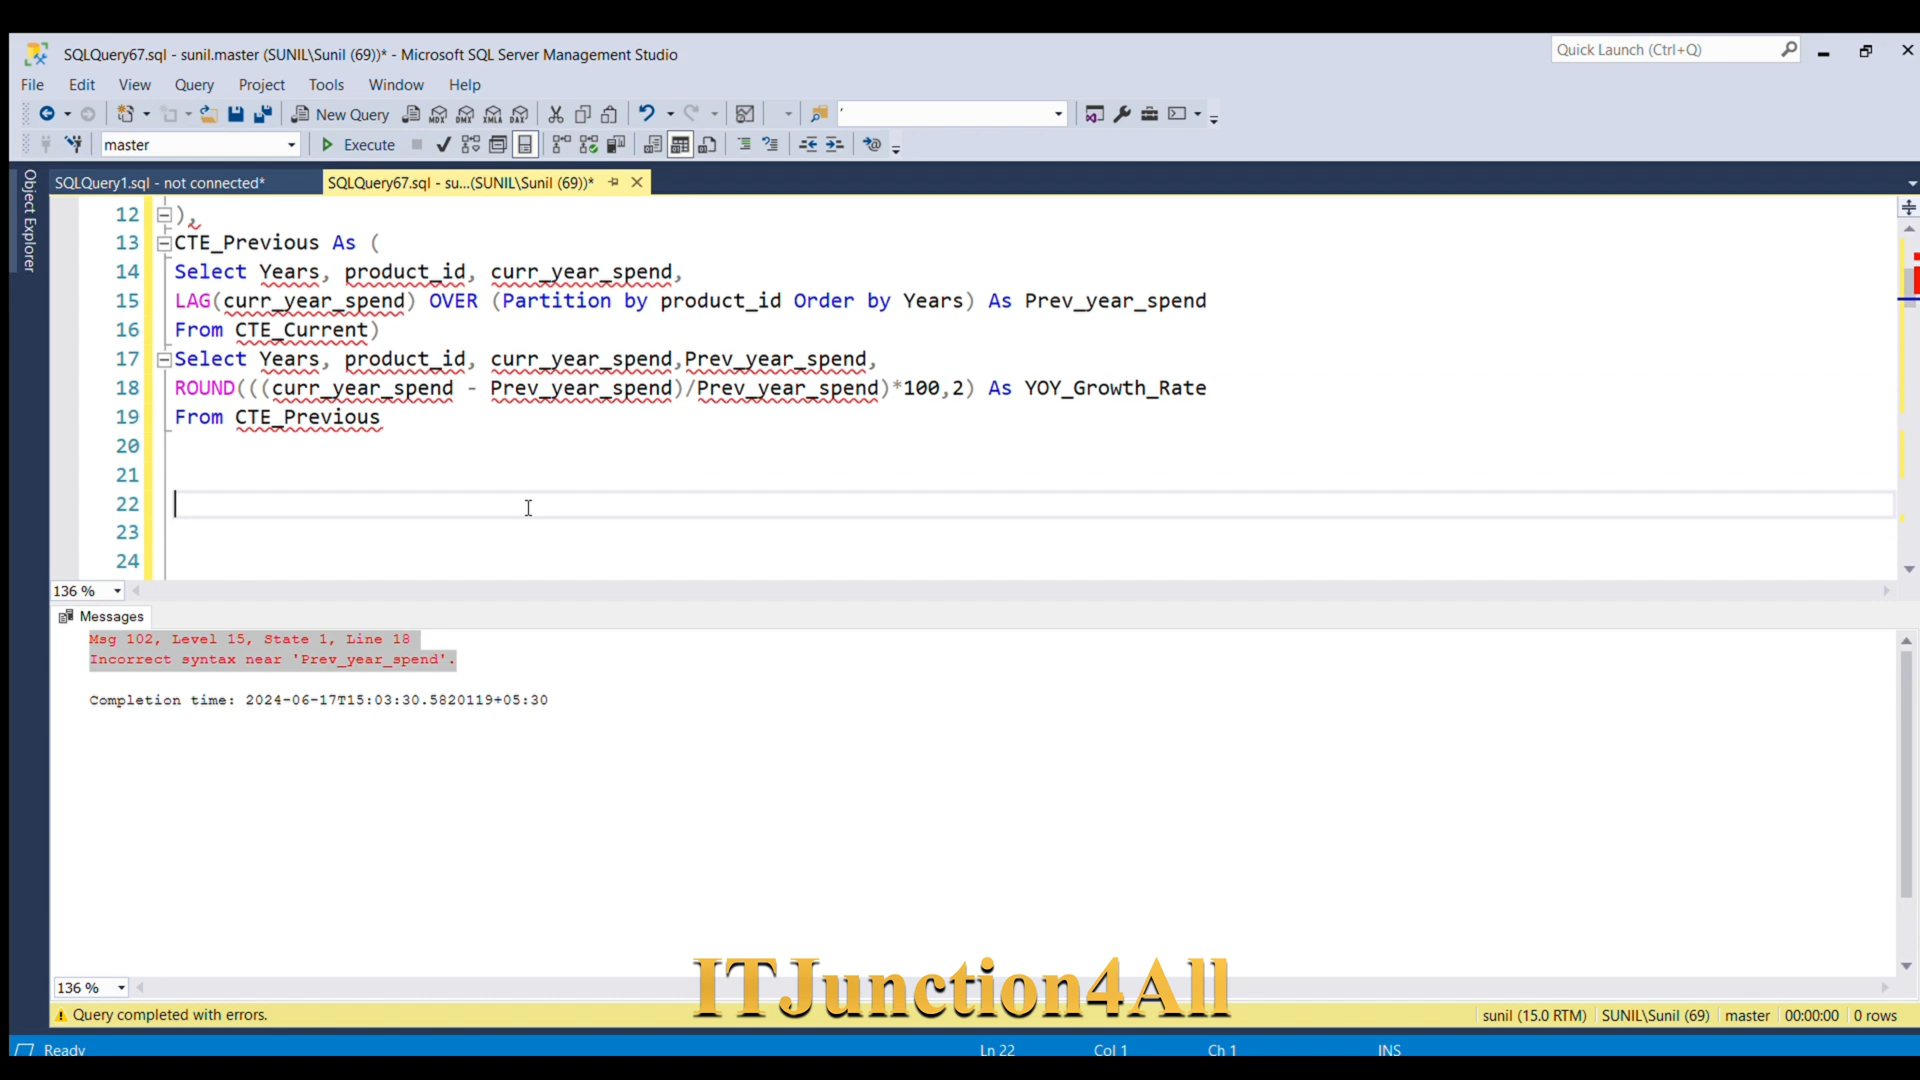 SQLQuery67.sql - sunil.master (SUNIL\Sunil (69))* - Microsoft SQL Server Management Studio
Quick Launch (Ctrl+Q)
File Edit View Query Project Tools Window Help
New Query MDX DMX XMLA DAX '
master Execute
Object Explorer
SQLQuery1.sql - not connected* SQLQuery67.sql - su...(SUNIL\Sunil (69))*
12 ),
13 CTE_Previous As (
14 Select Years, product_id, curr_year_spend,
15 LAG(curr_year_spend) OVER (Partition by product_id Order by Years) As Prev_year_spend
16 From CTE_Current)
17 Select Years, product_id, curr_year_spend,Prev_year_spend,
18 ROUND(((curr_year_spend - Prev_year_spend)/Prev_year_spend)*100,2) As YOY_Growth_Rate
19 From CTE_Previous
20
21
22
23
24
136 %
Messages
Msg 102, Level 15, State 1, Line 18
Incorrect syntax near 'Prev_year_spend'.
Completion time: 2024-06-17T15:03:30.5820119+05:30
136 %
ITJunction4All
Query completed with errors. sunil (15.0 RTM) SUNIL\Sunil (69) master 00:00:00 0 rows
Ready Ln 22 Col 1 Ch 1 INS